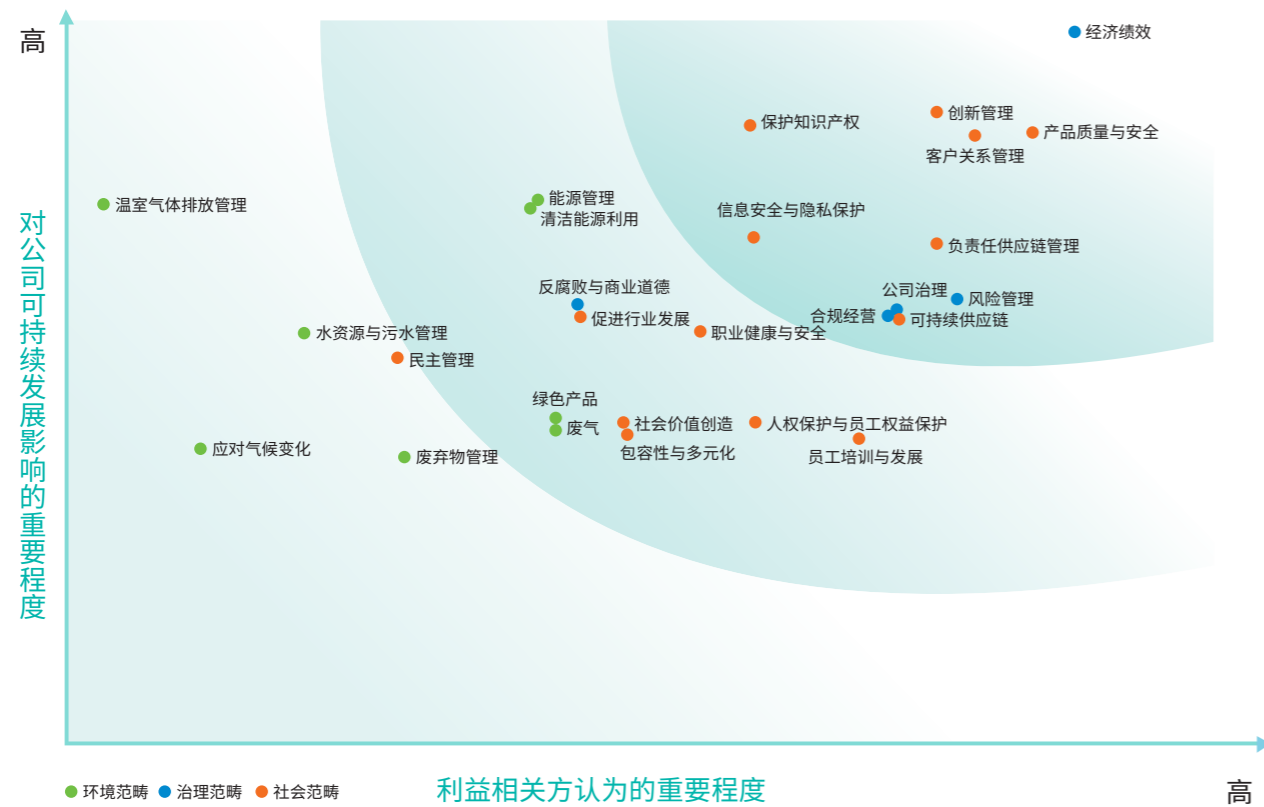 高
经济绩效
保护知识产权
创新管理
产品质量与安全
客户关系管理
温室气体排放管理
能源管理
清洁能源利用
信息安全与隐私保护
负责任供应链管理
反腐败与商业道德
促进行业发展
公司治理
风险管理
合规经营
可持续供应链
职业健康与安全
水资源与污水管理
民主管理
绿色产品
废气
社会价值创造
包容性与多元化
人权保护与员工权益保护
员工培训与发展
应对气候变化
废弃物管理
对公司可持续发展影响的重要程度
环境范畴
治理范畴
社会范畴
利益相关方认为的重要程度
高